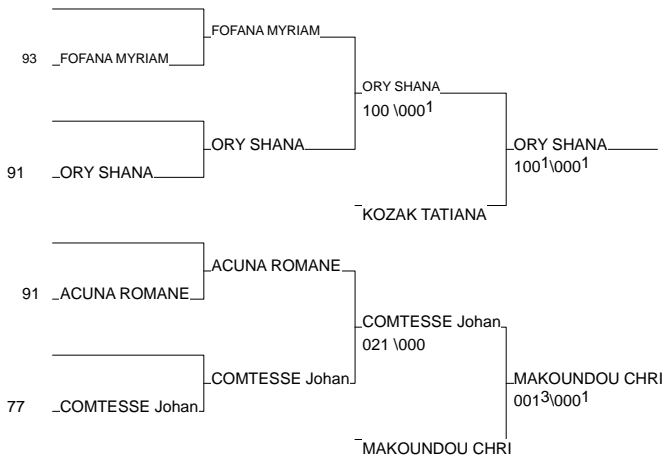 FOFANA MYRIAM
93 FOFANA MYRIAM
ORY SHANA
100 \000¹
ORY SHANA
91 ORY SHANA
ORY SHANA
100¹\000¹
KOZAK TATIANA
ACUNA ROMANE
91 ACUNA ROMANE
COMTESSE Johan
021 \000
COMTESSE Johan
77 COMTESSE Johan
MAKOUNDOU CHRI
001³\000¹
MAKOUNDOU CHRI